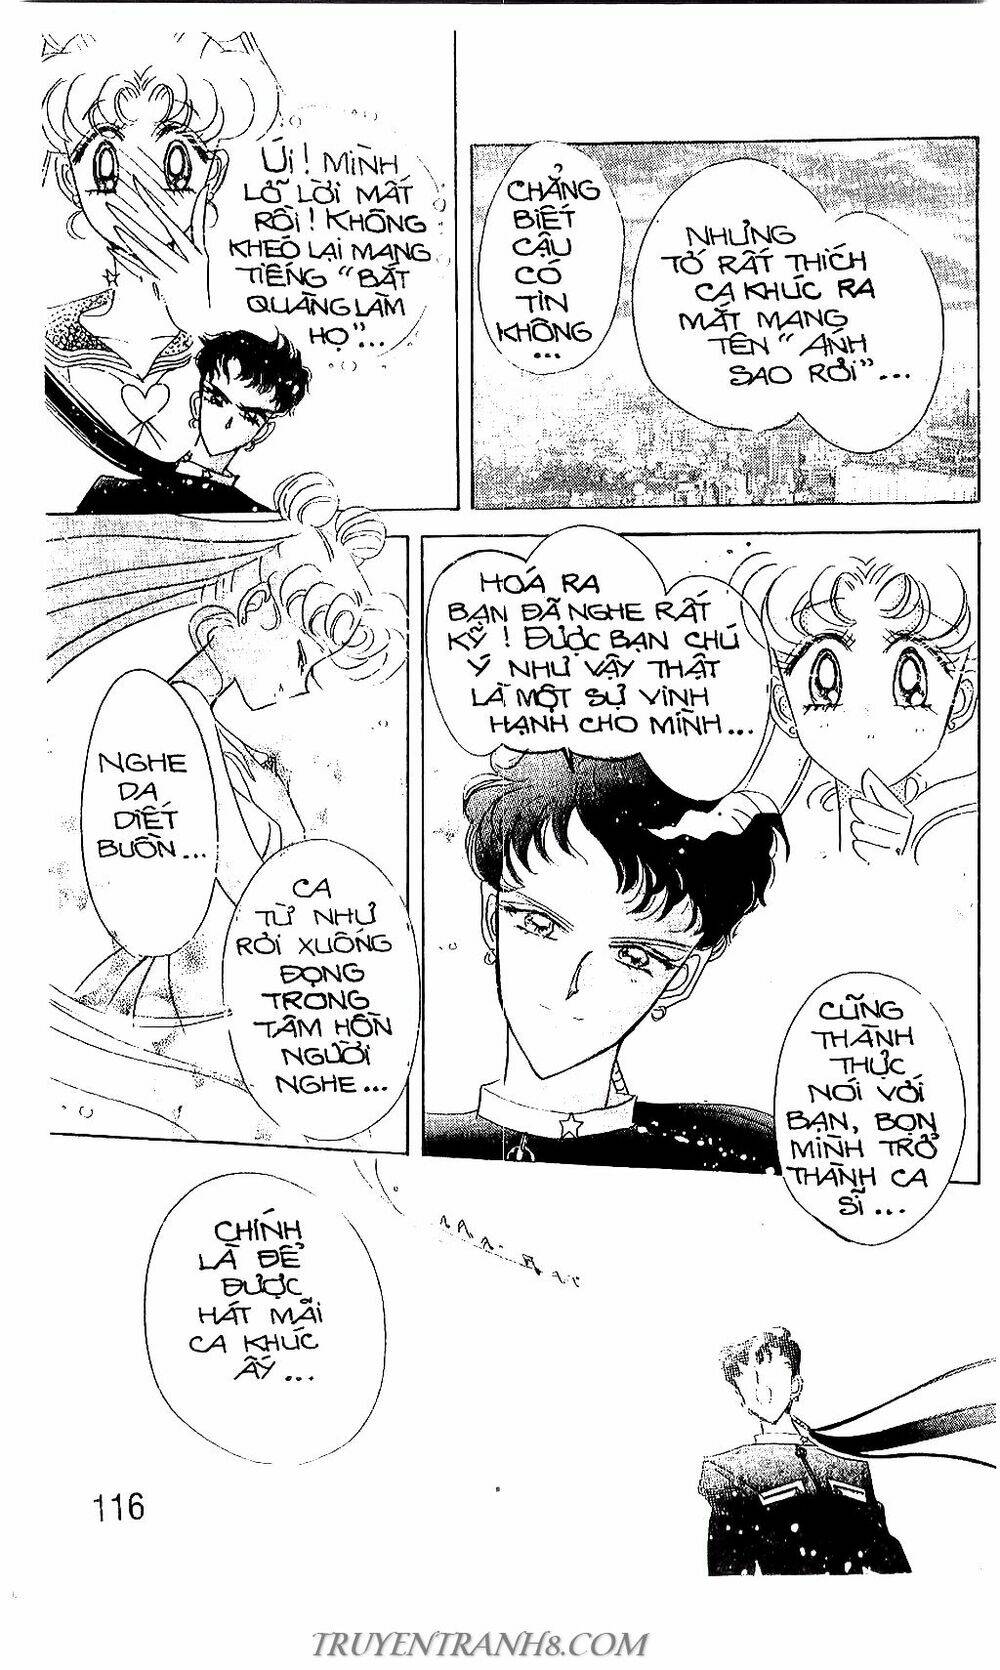 ÚI! MÌNH
LỠ LỜI MẤT
RỒI! KHÔNG
KHÉO LẠI MANG
TIẾNG "BẮT
QUÀNG LÀM
HỌ"...
CHẲNG
BIẾT
CẬU
CÓ
TIN
KHÔNG
...
NHƯNG
TỚ RẤT THÍCH
CA KHÚC RA
MẮT MANG
TÊN "ÁNH
SAO RƠI"...
NGHE
DA
DIẾT
BUỒN...
CA
TỪ NHƯ
RƠI XUỐNG
ĐỌNG
TRONG
TÂM HỒN
NGƯỜI
NGHE...
HOÁ RA
BẠN ĐÃ NGHE RẤT
KỸ! ĐƯỢC BẠN CHÚ
Ý NHƯ VẬY THẬT
LÀ MỘT SỰ VINH
HẠNH CHO MÌNH...
CŨNG
THÀNH
THỰC
NÓI VỚI
BẠN, BỌN
MÌNH TRỞ
THÀNH CA
SĨ...
CHÍNH
LÀ ĐỂ
ĐƯỢC
HÁT MÃI
CA KHÚC
ẤY...
116
TRUYENTRANH8.COM